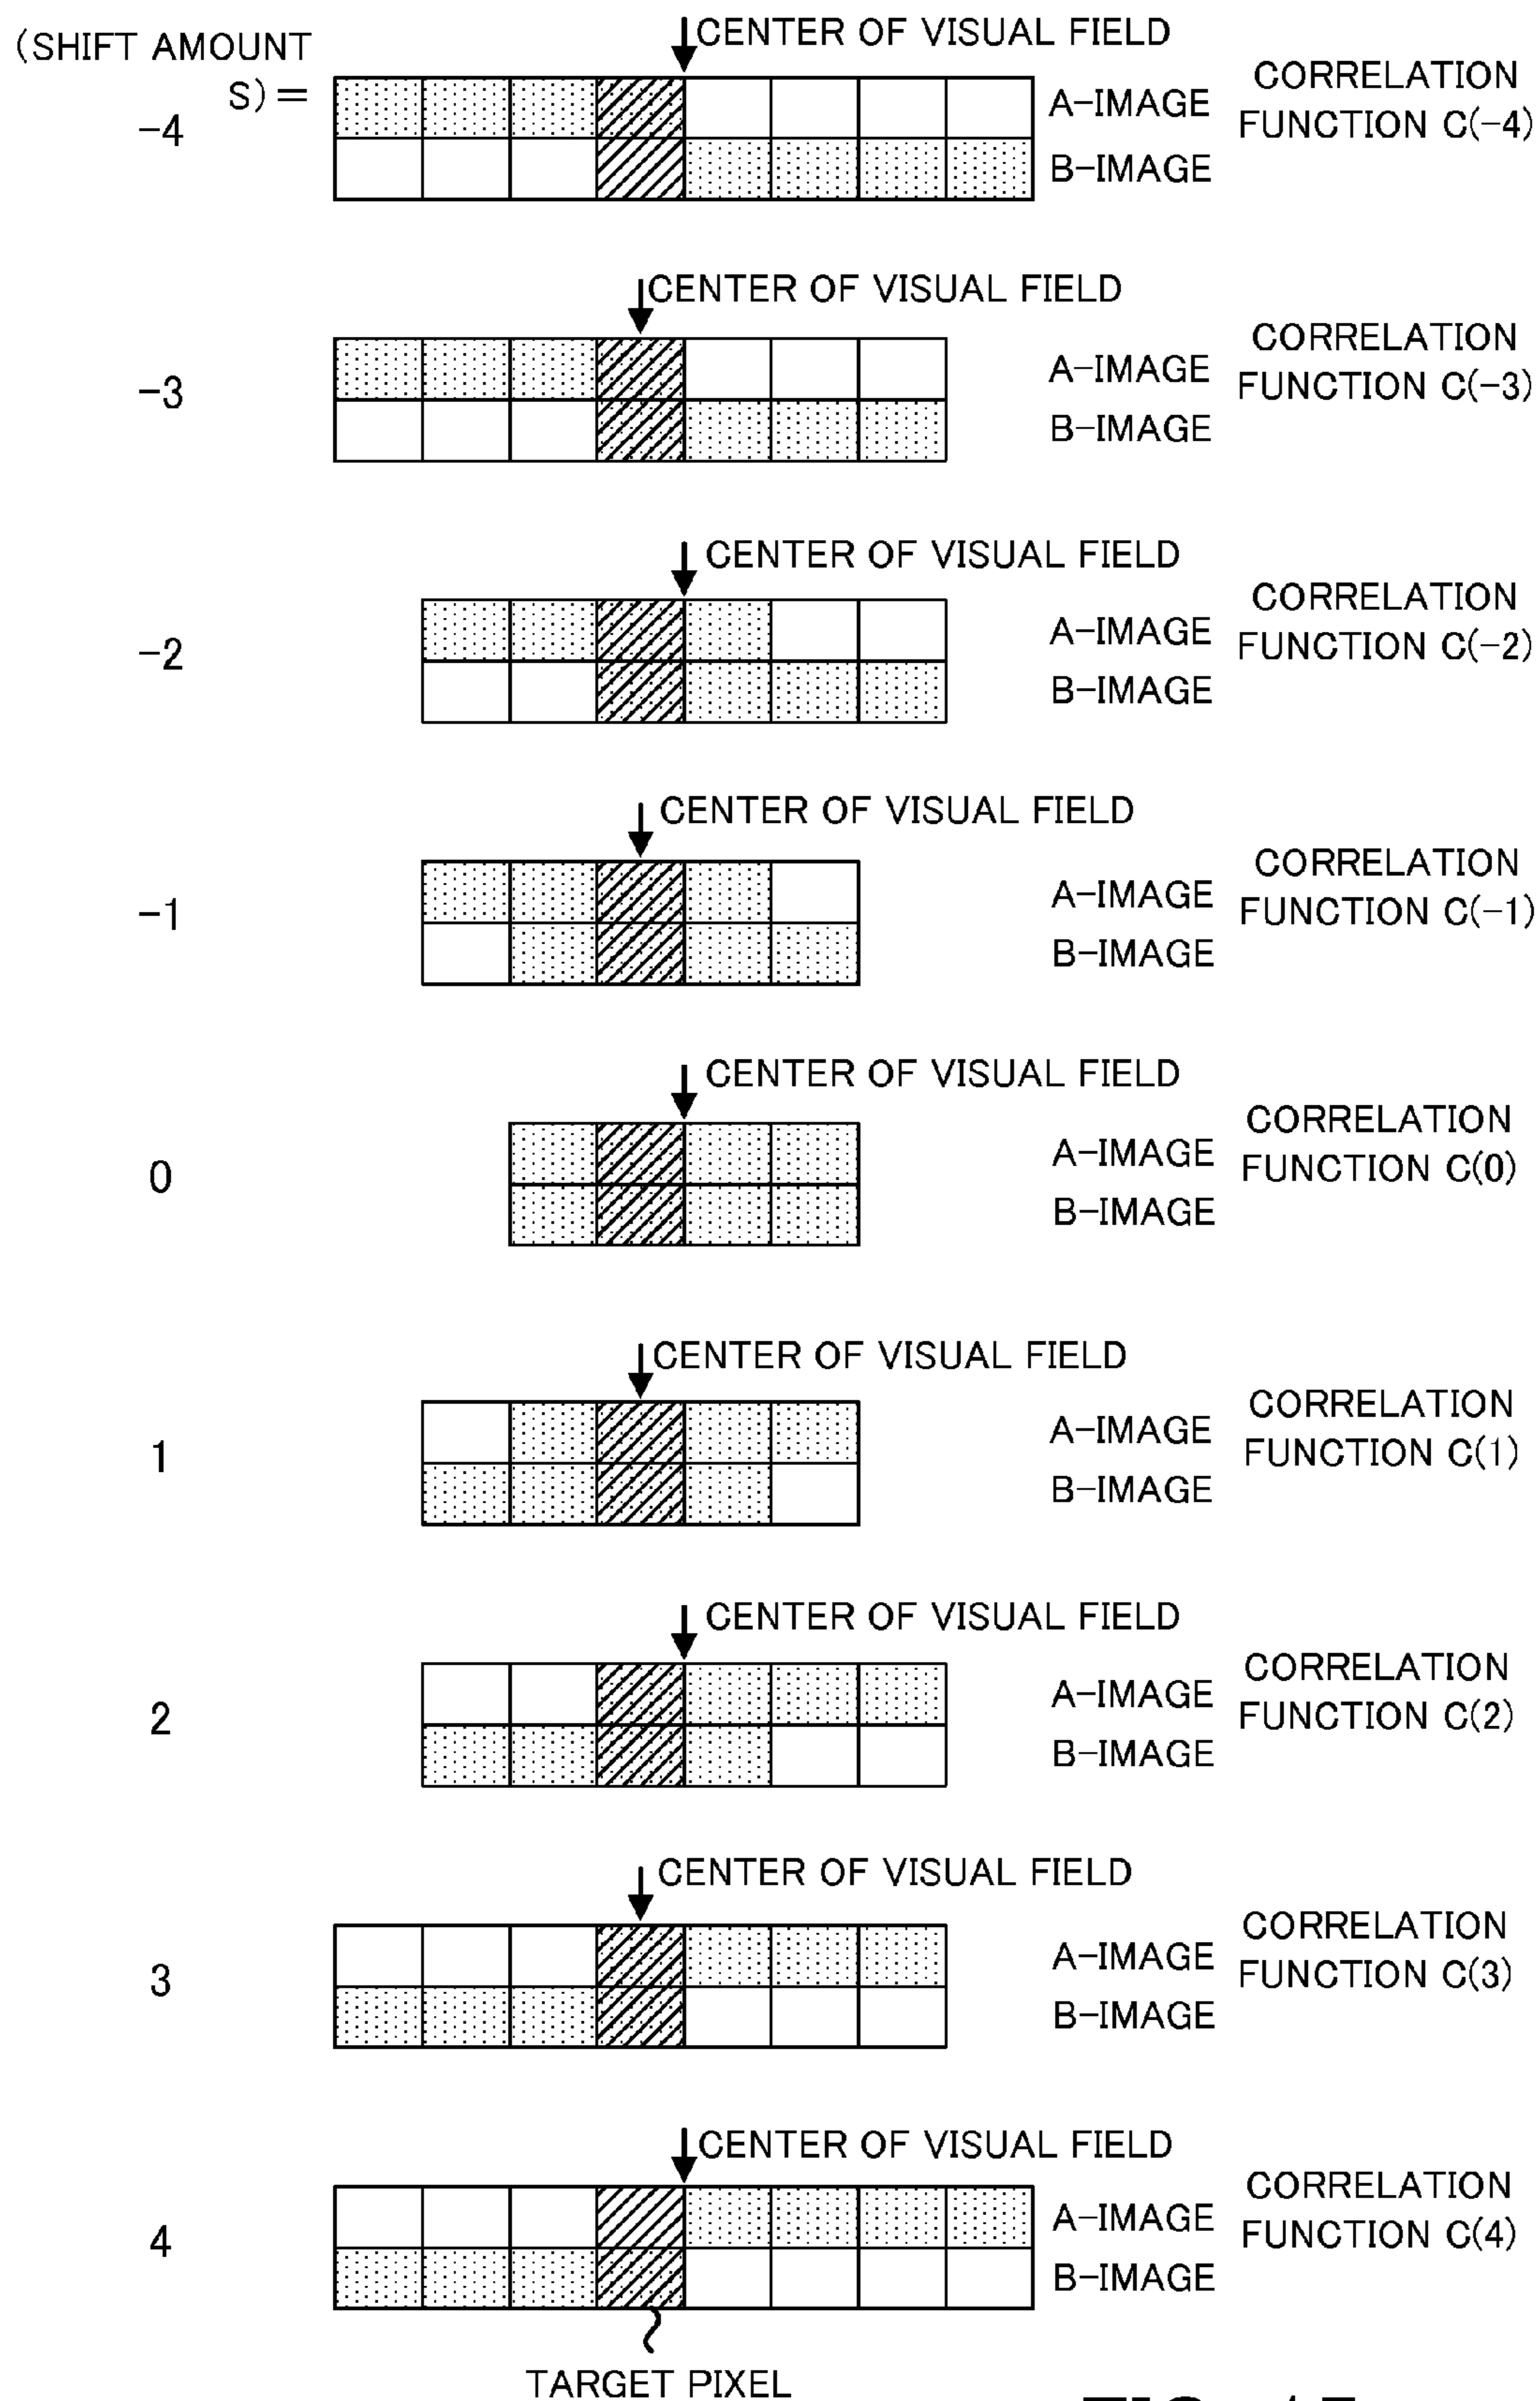 (SHIFT AMOUNT
S) =
CENTER OF VISUAL FIELD
-4
A-IMAGE
B-IMAGE
CORRELATION
FUNCTION C(-4)
CENTER OF VISUAL FIELD
-3
A-IMAGE
B-IMAGE
CORRELATION
FUNCTION C(-3)
CENTER OF VISUAL FIELD
-2
A-IMAGE
B-IMAGE
CORRELATION
FUNCTION C(-2)
CENTER OF VISUAL FIELD
-1
A-IMAGE
B-IMAGE
CORRELATION
FUNCTION C(-1)
CENTER OF VISUAL FIELD
0
A-IMAGE
B-IMAGE
CORRELATION
FUNCTION C(0)
CENTER OF VISUAL FIELD
1
A-IMAGE
B-IMAGE
CORRELATION
FUNCTION C(1)
CENTER OF VISUAL FIELD
2
A-IMAGE
B-IMAGE
CORRELATION
FUNCTION C(2)
CENTER OF VISUAL FIELD
3
A-IMAGE
B-IMAGE
CORRELATION
FUNCTION C(3)
CENTER OF VISUAL FIELD
4
A-IMAGE
B-IMAGE
CORRELATION
FUNCTION C(4)
TARGET PIXEL